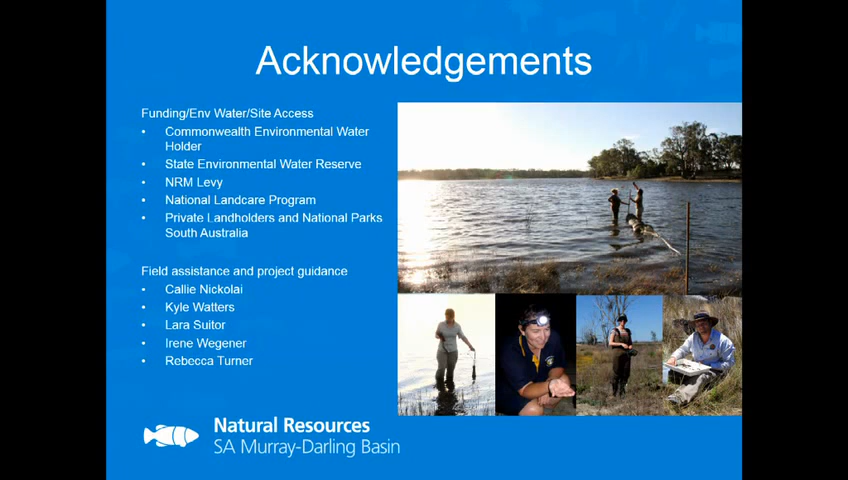 Acknowledgements
Funding/Env Water/Site Access
• Commonwealth Environmental Water
Holder
• State Environmental Water Reserve
• NRM Levy
• National Landcare Program
• Private Landholders and National Parks
South Australia
Field assistance and project guidance
• Callie Nickolai
• Kyle Watters
• Lara Suitor
• Irene Wegener
• Rebecca Turner
Natural Resources
SA Murray-Darling Basin